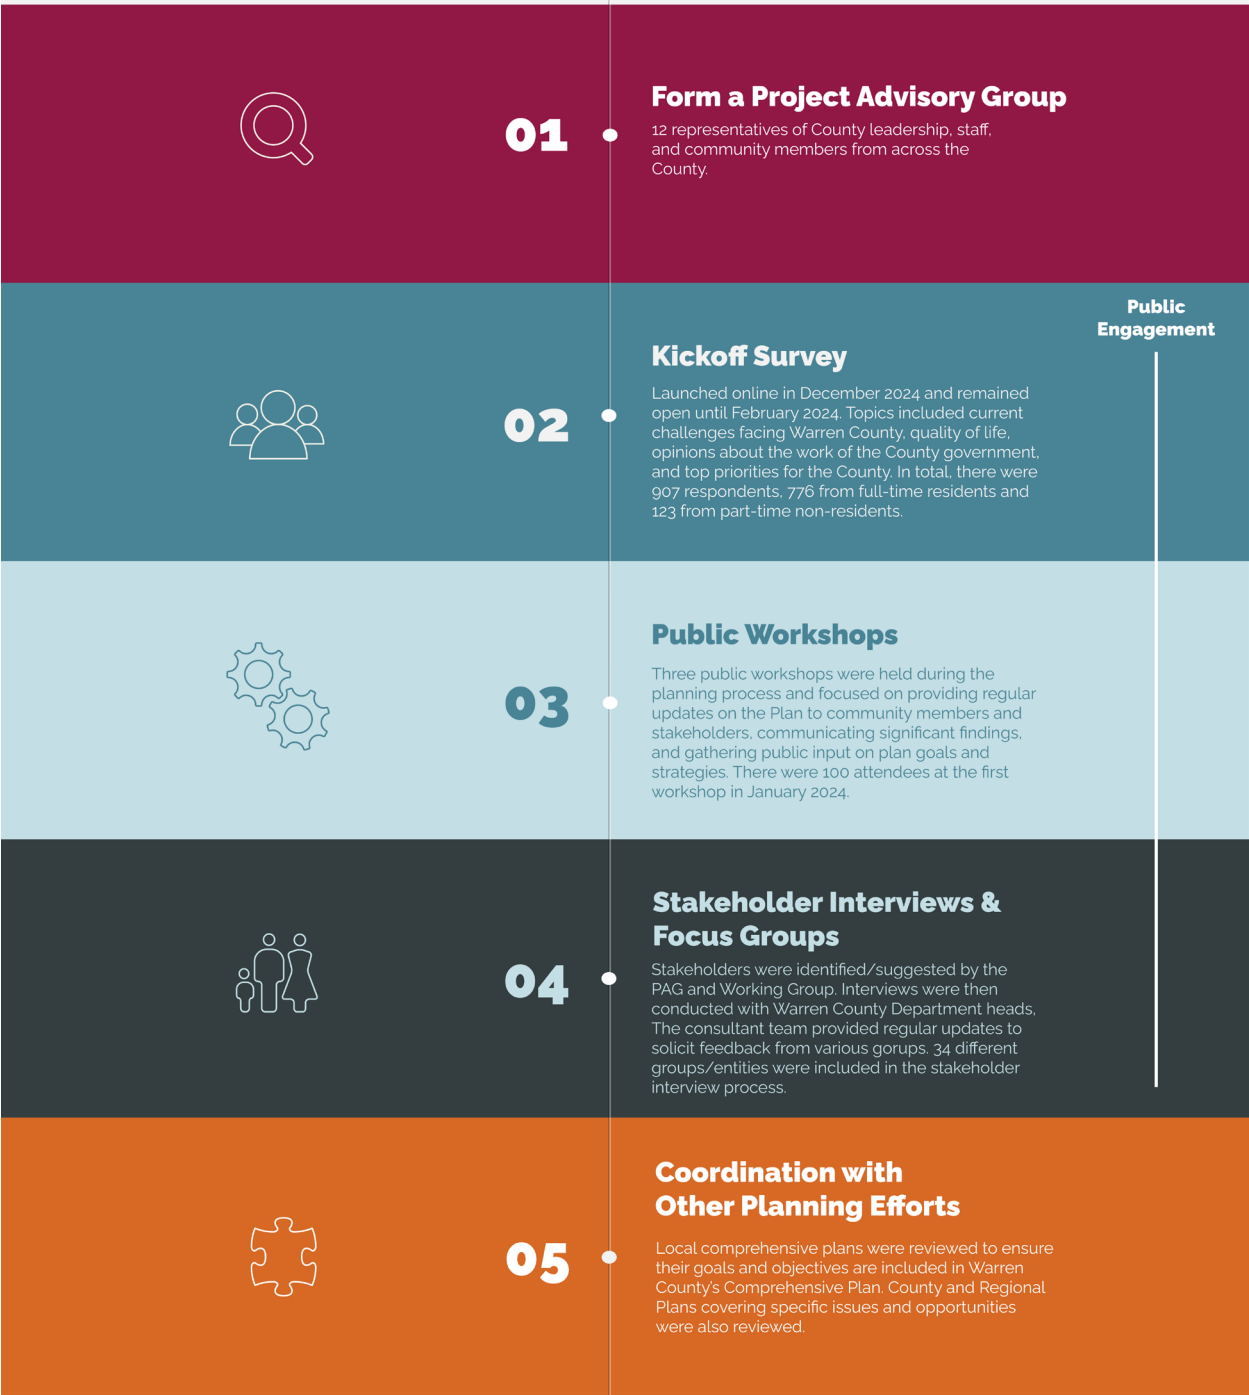 01
Form a Project Advisory Group
12 representatives of County leadership, staff,
and community members from across the
County.
Public
Engagement
02
Kickoff Survey
Launched online in December 2024 and remained
open until February 2024. Topics included current
challenges facing Warren County, quality of life,
opinions about the work of the County government,
and top priorities for the County. In total, there were
907 respondents, 776 from full-time residents and
123 from part-time non-residents.
03
Public Workshops
Three public workshops were held during the
planning process and focused on providing regular
updates on the Plan to community members and
stakeholders, communicating significant findings,
and gathering public input on plan goals and
strategies. There were 100 attendees at the first
workshop in January 2024.
04
Stakeholder Interviews &
Focus Groups
Stakeholders were identified/suggested by the
PAG and Working Group. Interviews were then
conducted with Warren County Department heads,
The consultant team provided regular updates to
solicit feedback from various gorups. 34 different
groups/entities were included in the stakeholder
interview process.
05
Coordination with
Other Planning Efforts
Local comprehensive plans were reviewed to ensure
their goals and objectives are included in Warren
County's Comprehensive Plan. County and Regional
Plans covering specific issues and opportunities
were also reviewed.